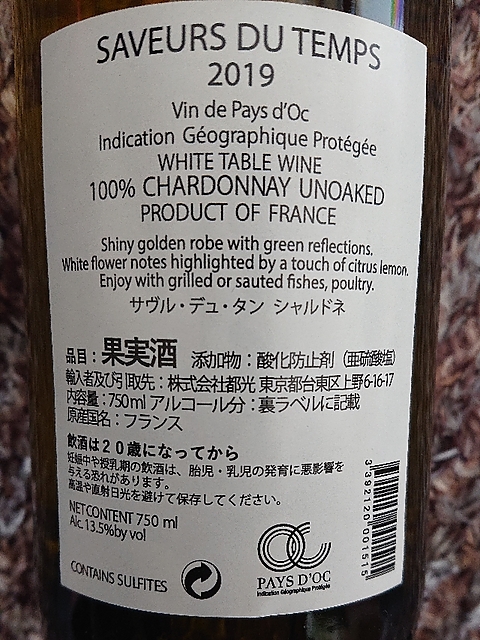 SAVEURS DU TEMPS
2019
Vin de Pays d'Oc
Indication Géographique Protégée
WHITE TABLE WINE
100% CHARDONNAY UNOAKED
PRODUCT OF FRANCE
Shiny golden robe with green reflections.
White flower notes highlighted by a touch of citrus lemon.
Enjoy with grilled or sauted fishes, poultry.
サヴル・デュ・タン シャルドネ
品目：果実酒 添加物：酸化防止剤（亜硫酸塩）
輸入者及び引取先：株式会社都光 東京都台東区上野6-16-17
内容量：750ml アルコール分：裏ラベルに記載
原産国名：フランス
飲酒は20歳になってから
妊娠中や授乳期の飲酒は、胎児・乳児の発育に悪影響を
与える恐れがあります。
高温や直射日光を避けて保存してください。
NET CONTENT 750 ml
Alc. 13.5% by vol
CONTAINS SULFITES
PAYS D'OC
Indication Géographique Protégée
3 392120 001515